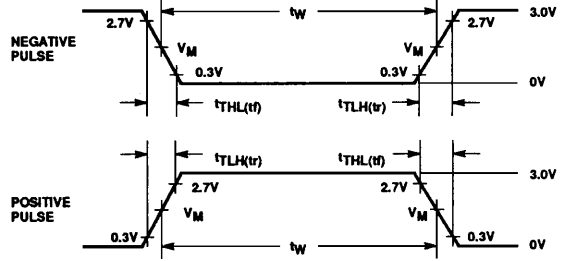 tW
3.0V
2.7V
2.7V
NEGATIVE
PULSE
VM
VM
0.3V
0.3V
0V
tTHL(tf)
tTLH(tr)
tTLH(tr)
tTHL(tf)
3.0V
2.7V
2.7V
POSITIVE
PULSE
VM
VM
0.3V
0.3V
tW
0V